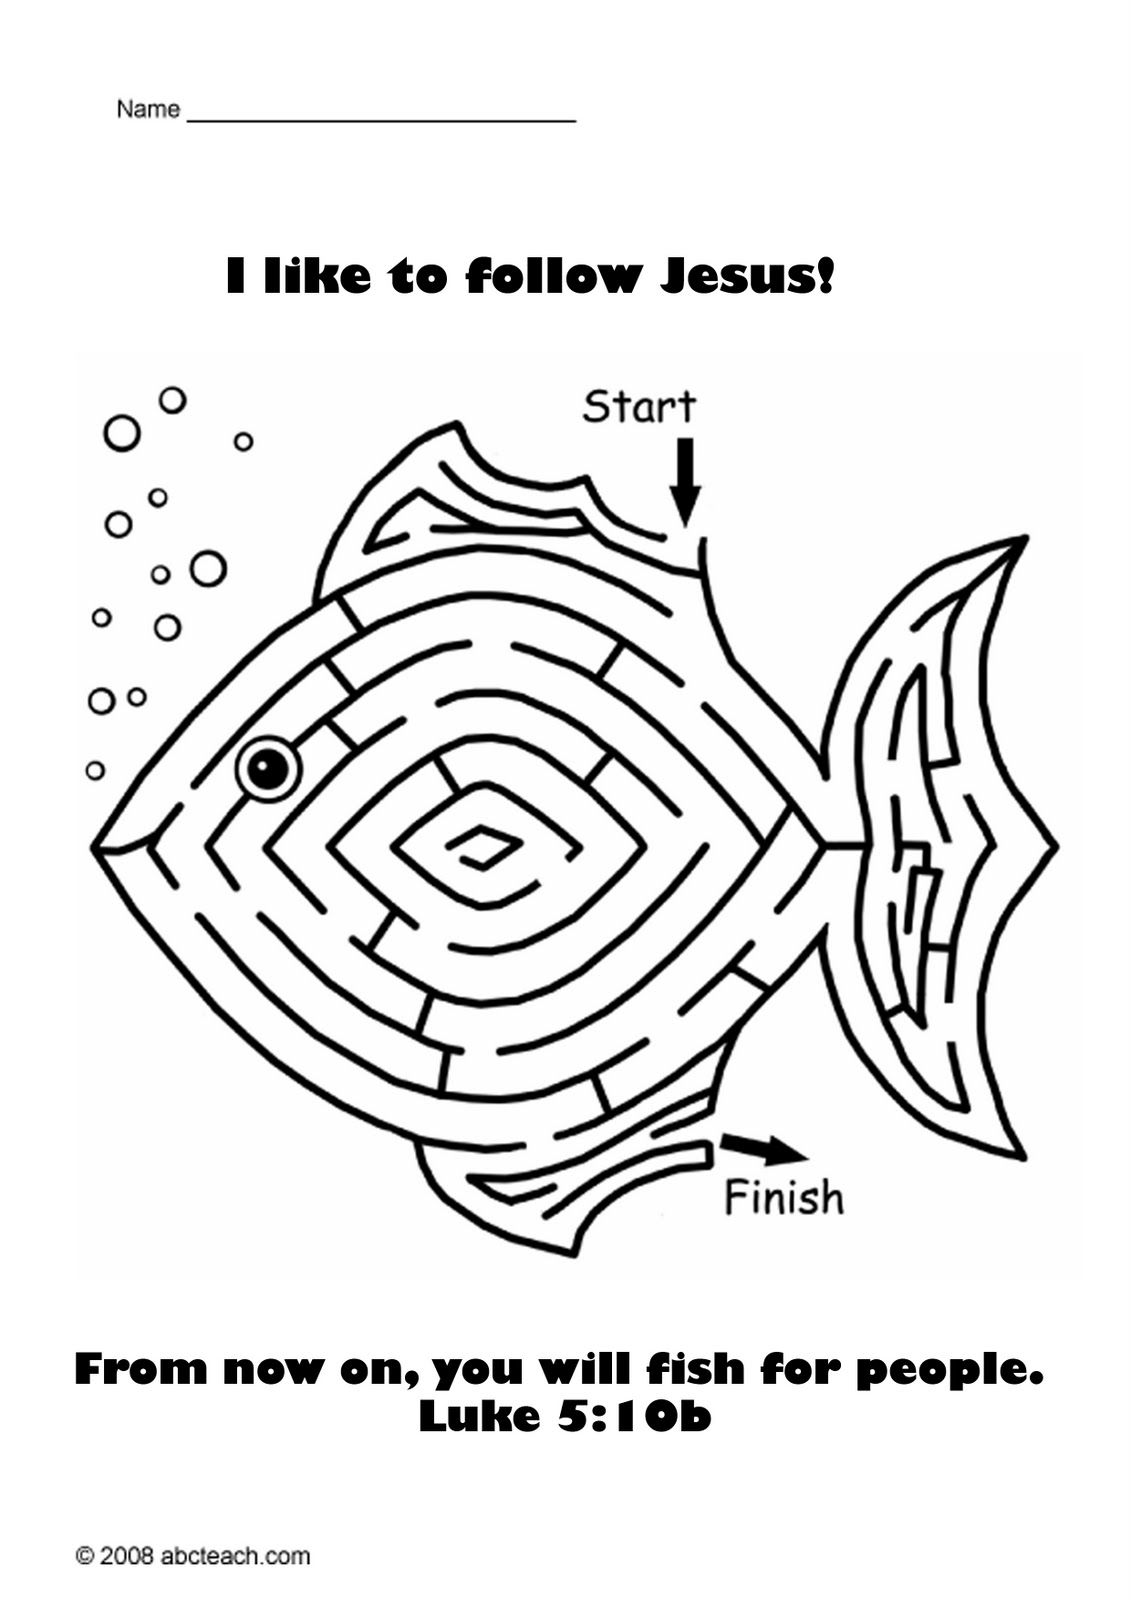 Name
I like to follow Jesus!
Start
Finish
From now on, you will fish for people.
Luke 5:10b
© 2008 abcteach.com